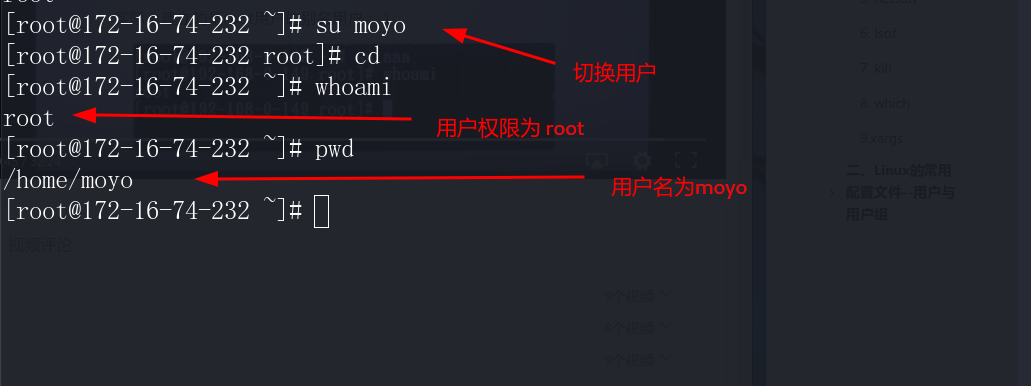 [root@172-16-74-232 ~]# su moyo
[root@172-16-74-232 root]# cd
切换用户
[root@172-16-74-232 ~]# whoami
root
用户权限为 root
[root@172-16-74-232 ~]# pwd
/home/moyo
用户名为moyo
[root@172-16-74-232 ~]#
6. lsof
7. kill
8. which
9.xargs
二、Linux的常用
配置文件--用户与
用户组
视频评论